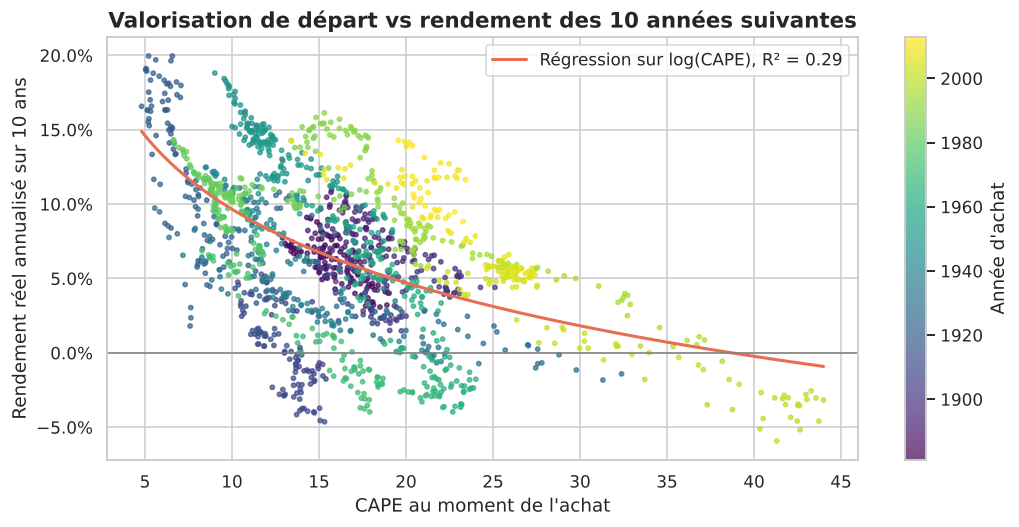 Valorisation de départ vs rendement des 10 années suivantes
Régression sur log(CAPE), R² = 0.29
Rendement réel annualisé sur 10 ans
20.0%
15.0%
10.0%
5.0%
0.0%
−5.0%
5 10 15 20 25 30 35 40 45
CAPE au moment de l'achat
2000
1980
1960
1940
1920
1900
Année d'achat